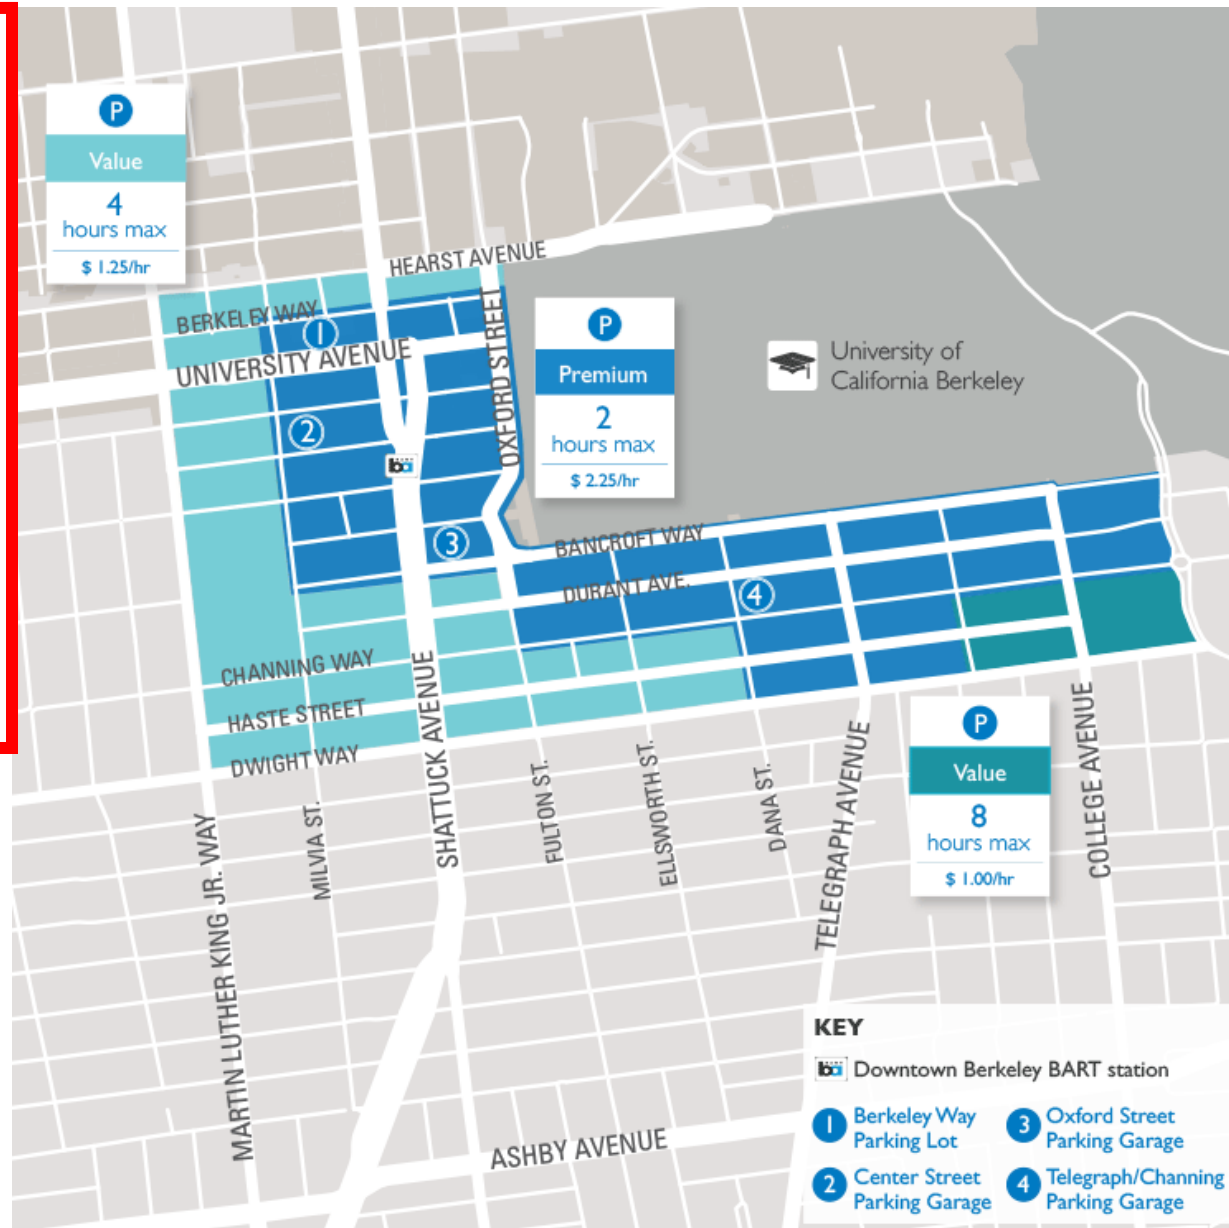 P
Value
4
hours max
$ 1.25/hr
HEARST AVENUE
BERKELEY WAY
1
UNIVERSITY AVENUE
OXFORD STREET
2
ba
3
P
Premium
2
hours max
$ 2.25/hr
University of
California Berkeley
BANCROFT WAY
DURANT AVE.
4
CHANNING WAY
HASTE STREET
DWIGHT WAY
MARTIN LUTHER KING JR. WAY
MILVIA ST.
SHATTUCK AVENUE
FULTON ST.
ELLSWORTH ST.
DANA ST.
TELEGRAPH AVENUE
COLLEGE AVENUE
P
Value
8
hours max
$ 1.00/hr
ASHBY AVENUE
KEY
ba Downtown Berkeley BART station
1 Berkeley Way
Parking Lot
2 Center Street
Parking Garage
3 Oxford Street
Parking Garage
4 Telegraph/Channing
Parking Garage